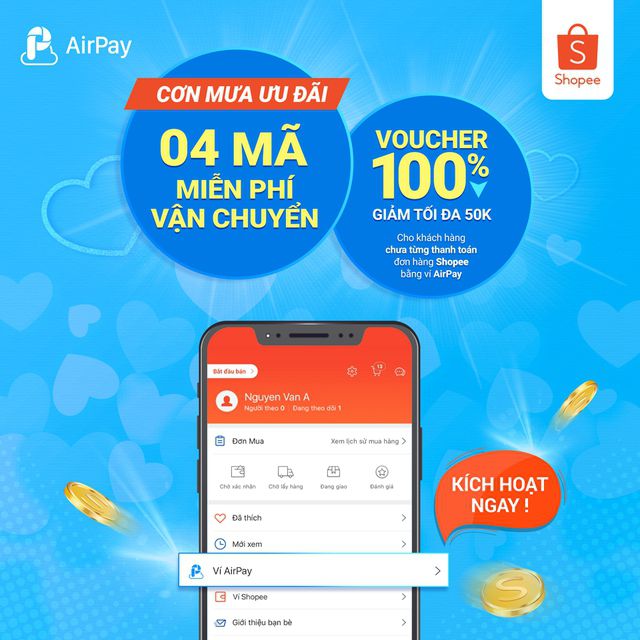 AirPay
Shopee
CƠN MƯA ƯU ĐÃI
04 MÃ
MIỄN PHÍ
VẬN CHUYỂN
VOUCHER
100%
GIẢM TỐI ĐA 50K
Cho khách hàng
chưa từng thanh toán
đơn hàng Shopee
bằng ví AirPay
Bắt đầu bán >
13
Nguyen Van A
Người theo 0 Đang theo dõi 1
Đơn Mua
Xem lịch sử mua hàng >
Chờ xác nhận
Chờ lấy hàng
Đang giao
Đánh giá
Đã thích
Mới xem
Ví AirPay
Ví Shopee
Giới thiệu bạn bè
KÍCH HOẠT
NGAY !